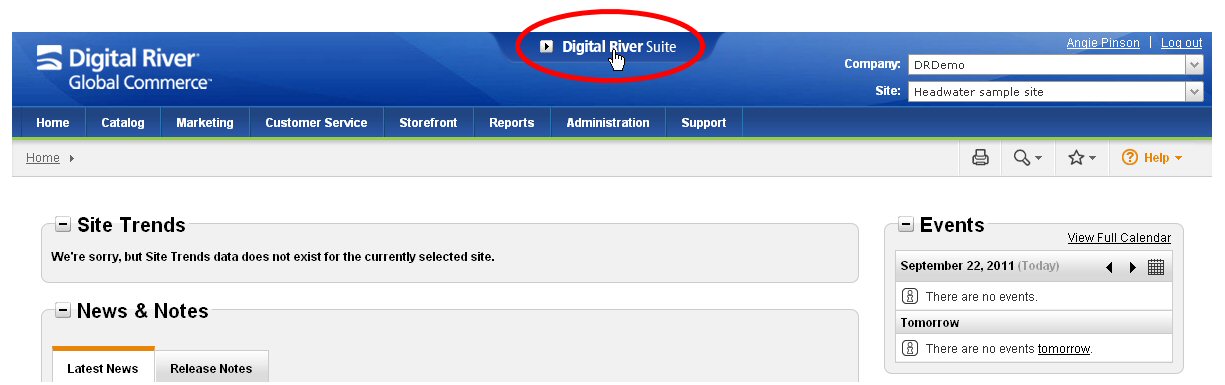 Digital River Suite
Angie Pinson | Log out
Digital River®
Global Commerce™
Company: DRDemo
Site: Headwater sample site
Home Catalog Marketing Customer Service Storefront Reports Administration Support
Home
Help
Site Trends
We're sorry, but Site Trends data does not exist for the currently selected site.
News & Notes
Latest News Release Notes
Events
View Full Calendar
September 22, 2011 (Today)
There are no events.
Tomorrow
There are no events tomorrow.